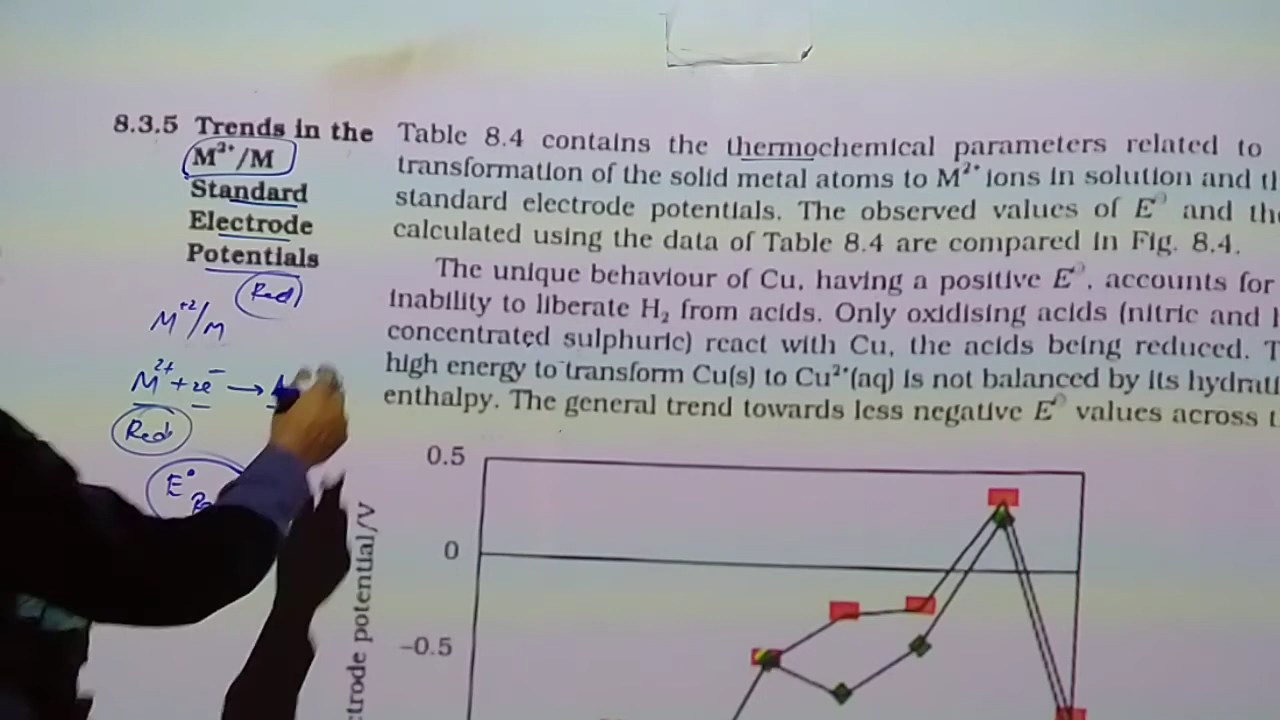 8.3.5 Trends in the
M²⁺/M
Standard
Electrode
Potentials
Red
M⁺²/M
M²⁺ + 2e⁻ →
Red
E°
Table 8.4 contains the thermochemical parameters related to
transformation of the solid metal atoms to M²⁺ ions in solution and
standard electrode potentials. The observed values of E⊖ and
calculated using the data of Table 8.4 are compared in Fig. 8.4.
The unique behaviour of Cu, having a positive E⊖, accounts for
inability to liberate H₂ from acids. Only oxidising acids (nitric and
concentrated sulphuric) react with Cu, the acids being reduced.
high energy to transform Cu(s) to Cu²⁺(aq) is not balanced by its
enthalpy. The general trend towards less negative E⊖ values across
0.5
0
–0.5
potential/V